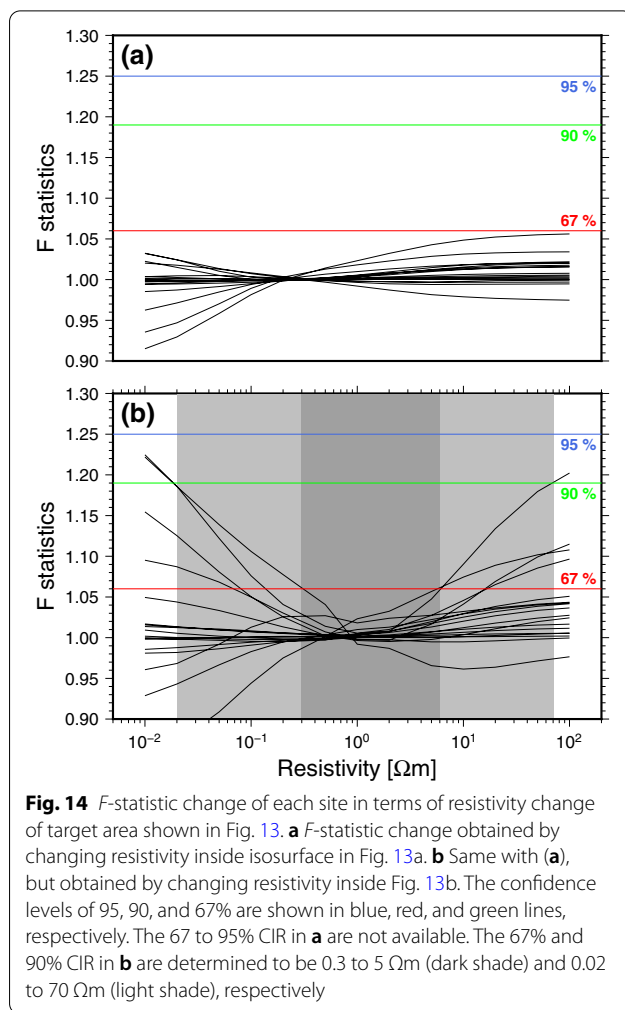 (a)
1.30
1.25
1.20
1.15
1.10
1.05
1.00
0.95
0.90
F statistics
95 %
90 %
67 %
(b)
1.30
1.25
1.20
1.15
1.10
1.05
1.00
0.95
0.90
F statistics
95 %
90 %
67 %
10⁻² 10⁻¹ 10⁰ 10¹ 10²
Resistivity [Ωm]
Fig. 14 F-statistic change of each site in terms of resistivity change
of target area shown in Fig. 13. a F-statistic change obtained by
changing resistivity inside isosurface in Fig. 13a. b Same with (a),
but obtained by changing resistivity inside Fig. 13b. The confidence
levels of 95, 90, and 67% are shown in blue, red, and green lines,
respectively. The 67 to 95% CIR in a are not available. The 67% and
90% CIR in b are determined to be 0.3 to 5 Ωm (dark shade) and 0.02
to 70 Ωm (light shade), respectively